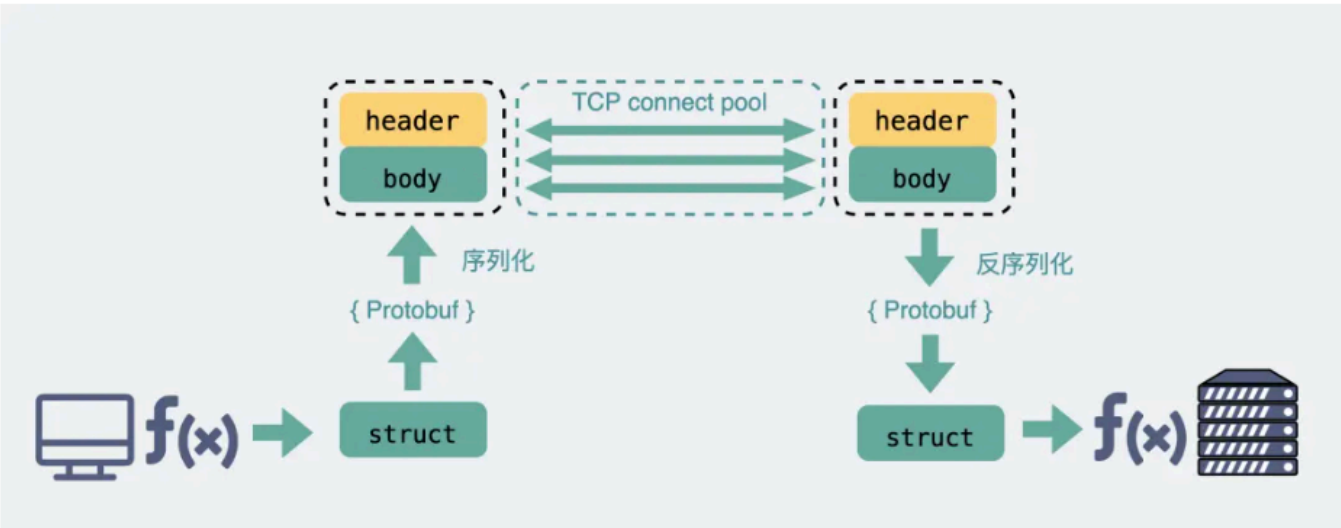 TCP connect pool
header
header
body
body
序列化
反序列化
{ Protobuf }
{ Protobuf }
f(x)
struct
struct
f(x)